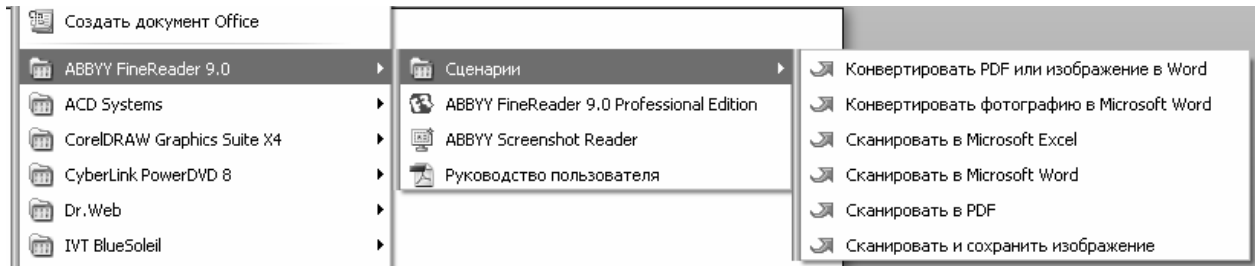 Создать документ Office
ABBYY FineReader 9.0
ACD Systems
CorelDRAW Graphics Suite X4
CyberLink PowerDVD 8
Dr.Web
IVT BlueSoleil
Сценарии
ABBYY FineReader 9.0 Professional Edition
ABBYY Screenshot Reader
Руководство пользователя
Конвертировать PDF или изображение в Word
Конвертировать фотографию в Microsoft Word
Сканировать в Microsoft Excel
Сканировать в Microsoft Word
Сканировать в PDF
Сканировать и сохранить изображение